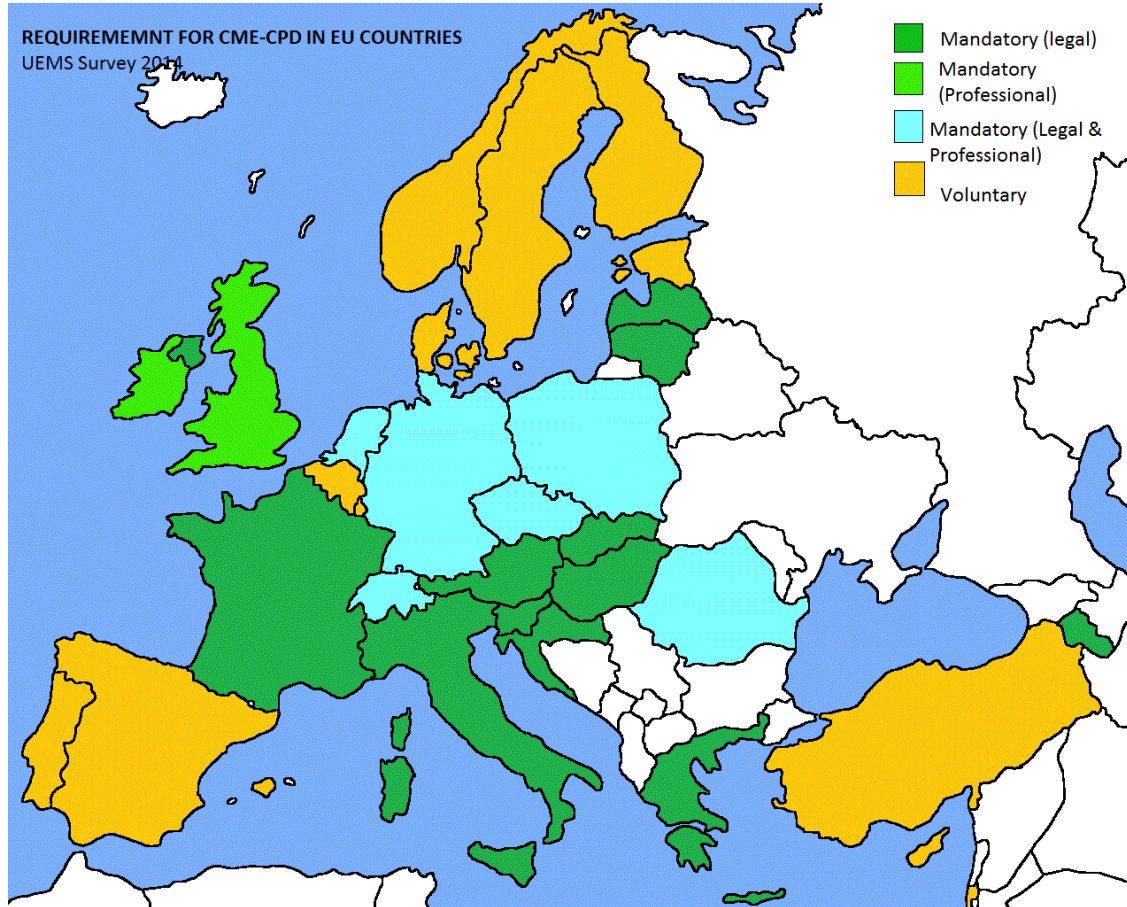 REQUIREMEMNT FOR CME-CPD IN EU COUNTRIES
UEMS Survey 2014
Mandatory (legal)
Mandatory
(Professional)
Mandatory (Legal &
Professional)
Voluntary